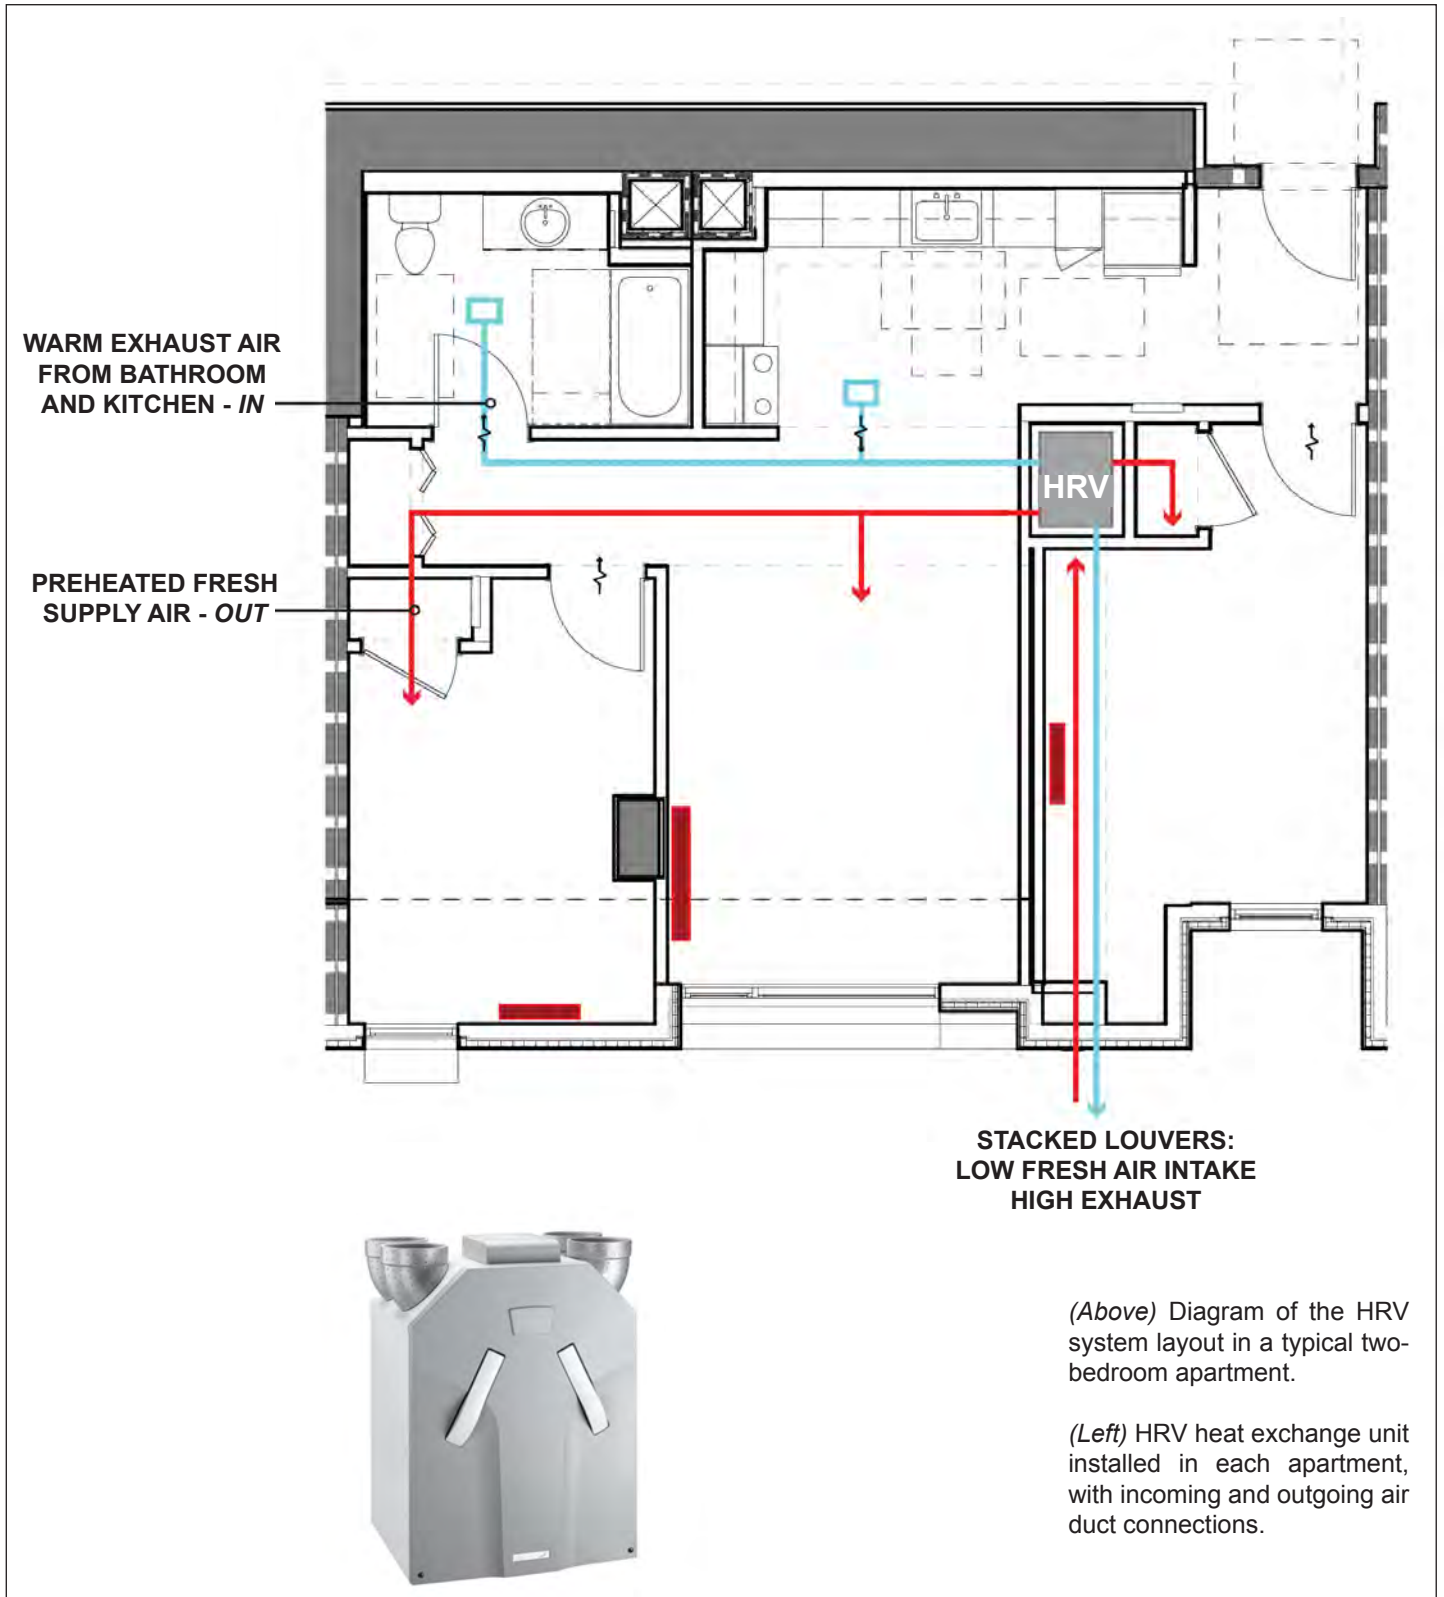 WARM EXHAUST AIR
FROM BATHROOM
AND KITCHEN - IN
HRV
PREHEATED FRESH
SUPPLY AIR - OUT
STACKED LOUVERS:
LOW FRESH AIR INTAKE
HIGH EXHAUST
(Above) Diagram of the HRV
system layout in a typical two-
bedroom apartment.
(Left) HRV heat exchange unit
installed in each apartment,
with incoming and outgoing air
duct connections.